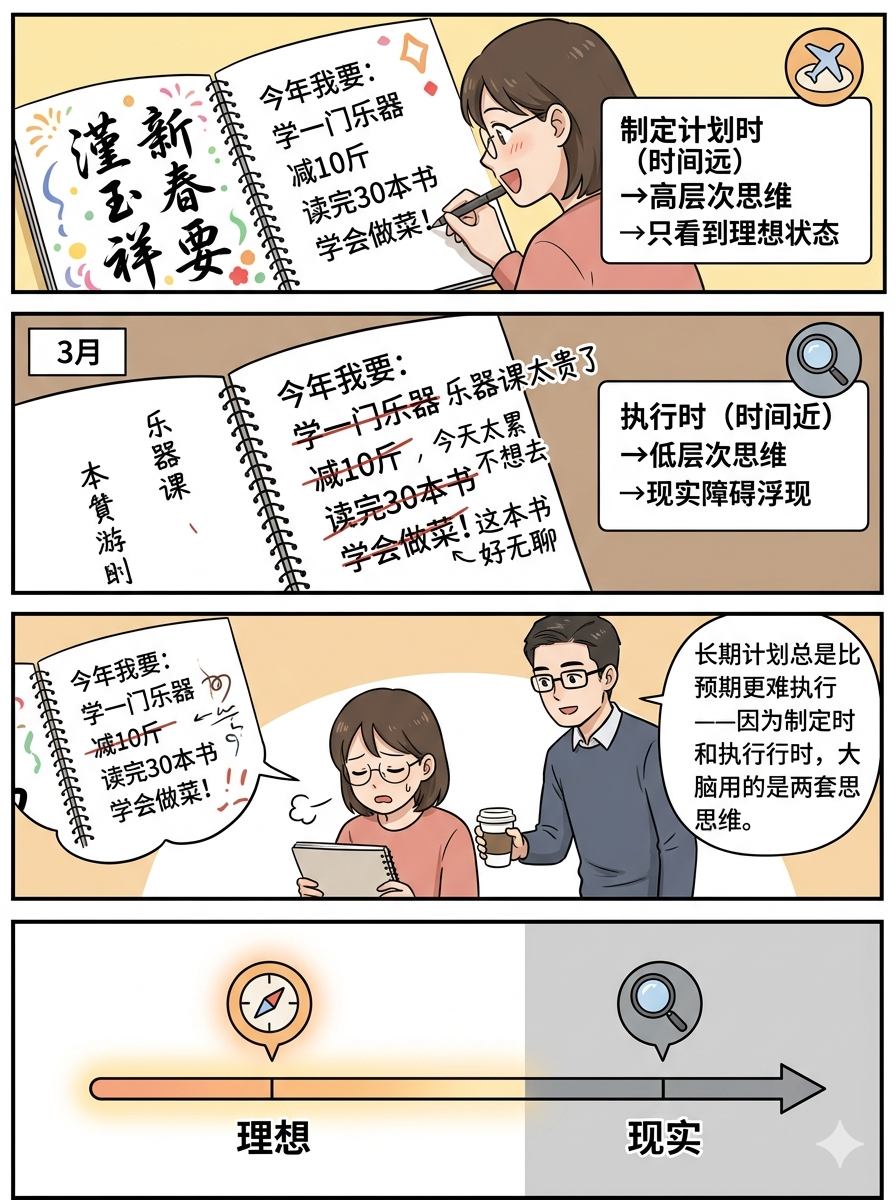 新春要
瑾玉祥
今年我要：
学一门乐器
减10斤
读完30本书
学会做菜！
制定计划时
（时间远）
→高层次思维
→只看到理想状态
3月
乐器课
今年我要：
学一门乐器 乐器课太贵了
减10斤，今天太累
不想去
读完30本书
学会做菜！这本书
好无聊
执行时（时间近）
→低层次思维
→现实障碍浮现
今年我要：
学一门乐器
减10斤
读完30本书
学会做菜！
长期计划总是比
预期更难执行
——因为制定时
和执行行时，大
脑用的是两套思
思维。
理想
现实